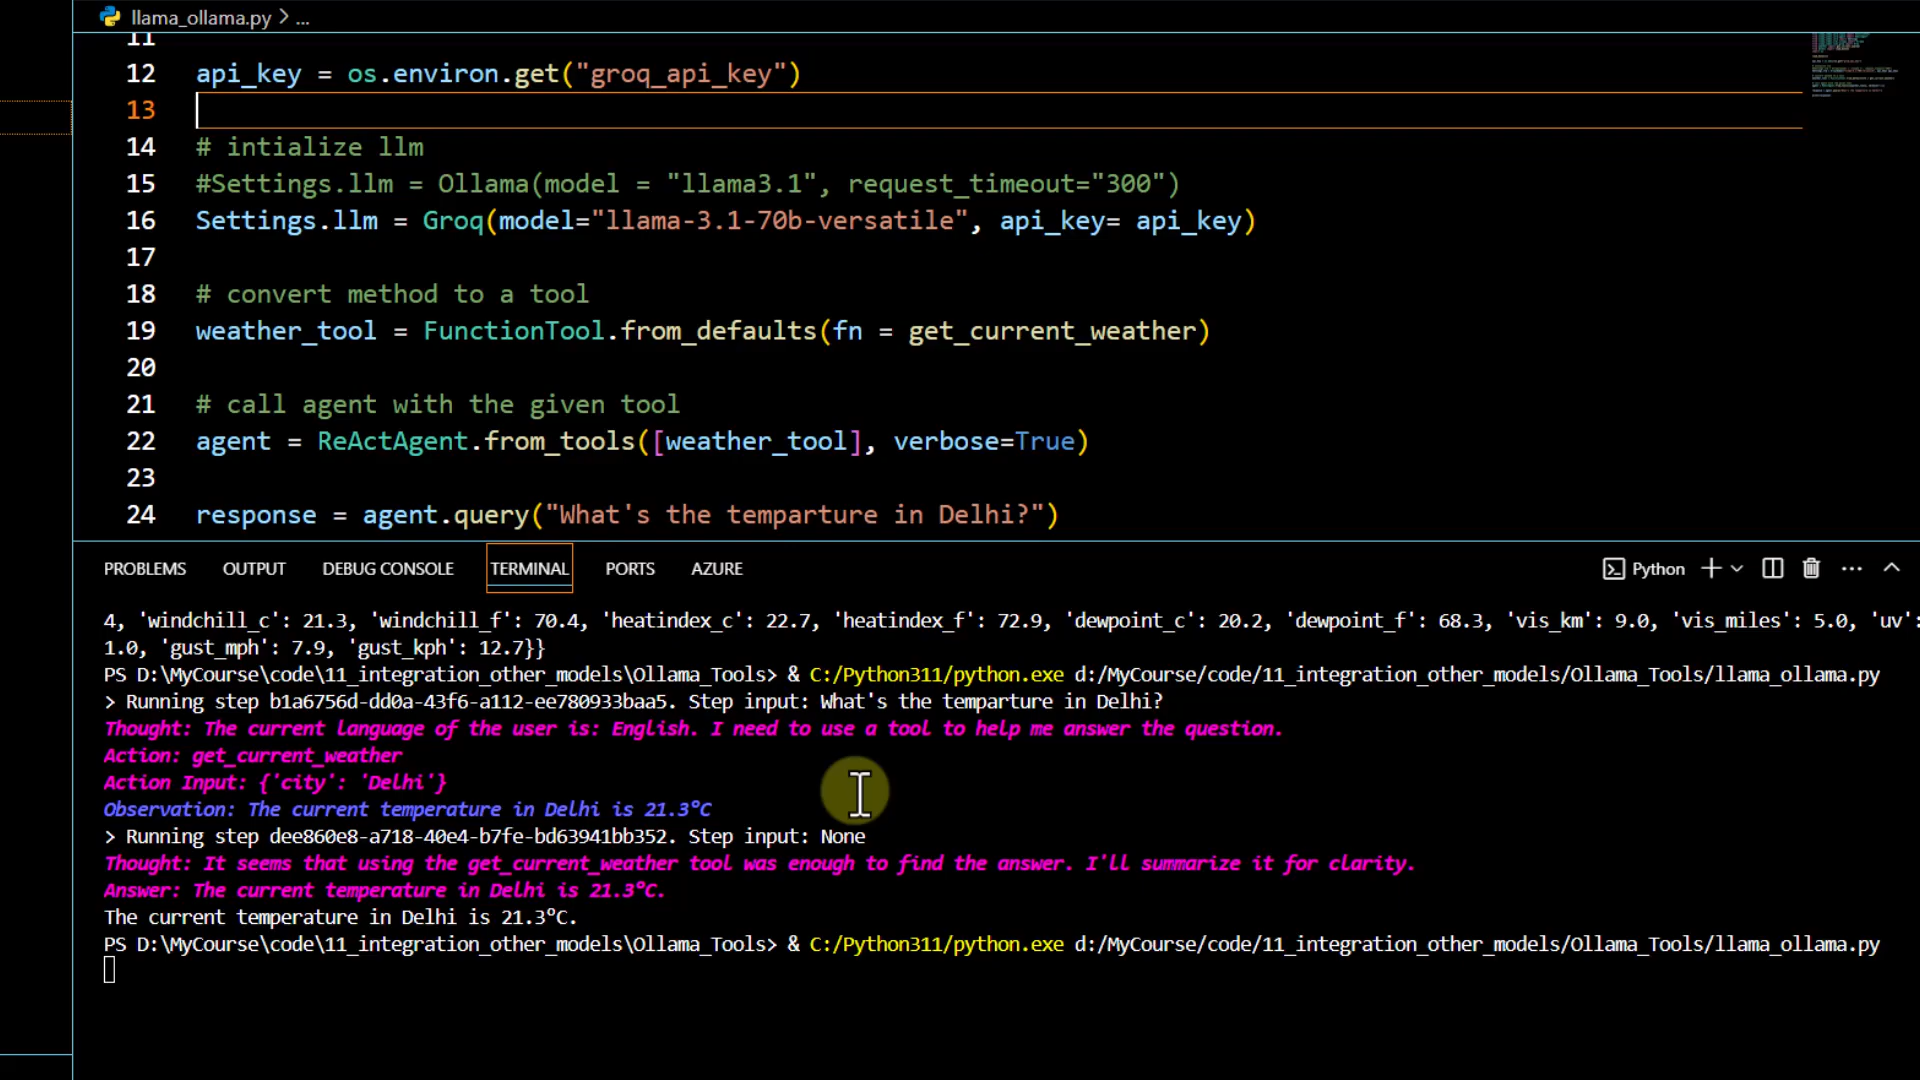 llama_ollama.py > ...
11
12 api_key = os.environ.get("groq_api_key")
13
14 # intialize llm
15 #Settings.llm = Ollama(model = "llama3.1", request_timeout="300")
16 Settings.llm = Groq(model="llama-3.1-70b-versatile", api_key= api_key)
17
18 # convert method to a tool
19 weather_tool = FunctionTool.from_defaults(fn = get_current_weather)
20
21 # call agent with the given tool
22 agent = ReActAgent.from_tools([weather_tool], verbose=True)
23
24 response = agent.query("What's the temparture in Delhi?")
PROBLEMS OUTPUT DEBUG CONSOLE TERMINAL PORTS AZURE Python
4, 'windchill_c': 21.3, 'windchill_f': 70.4, 'heatindex_c': 22.7, 'heatindex_f': 72.9, 'dewpoint_c': 20.2, 'dewpoint_f': 68.3, 'vis_km': 9.0, 'vis_miles': 5.0, 'uv':
1.0, 'gust_mph': 7.9, 'gust_kph': 12.7}}
PS D:\MyCourse\code\11_integration_other_models\Ollama_Tools> & C:/Python311/python.exe d:/MyCourse/code/11_integration_other_models/Ollama_Tools/llama_ollama.py
> Running step b1a6756d-dd0a-43f6-a112-ee780933baa5. Step input: What's the temparture in Delhi?
Thought: The current language of the user is: English. I need to use a tool to help me answer the question.
Action: get_current_weather
Action Input: {'city': 'Delhi'}
Observation: The current temperature in Delhi is 21.3°C
> Running step dee860e8-a718-40e4-b7fe-bd63941bb352. Step input: None
Thought: It seems that using the get_current_weather tool was enough to find the answer. I'll summarize it for clarity.
Answer: The current temperature in Delhi is 21.3°C.
The current temperature in Delhi is 21.3°C.
PS D:\MyCourse\code\11_integration_other_models\Ollama_Tools> & C:/Python311/python.exe d:/MyCourse/code/11_integration_other_models/Ollama_Tools/llama_ollama.py